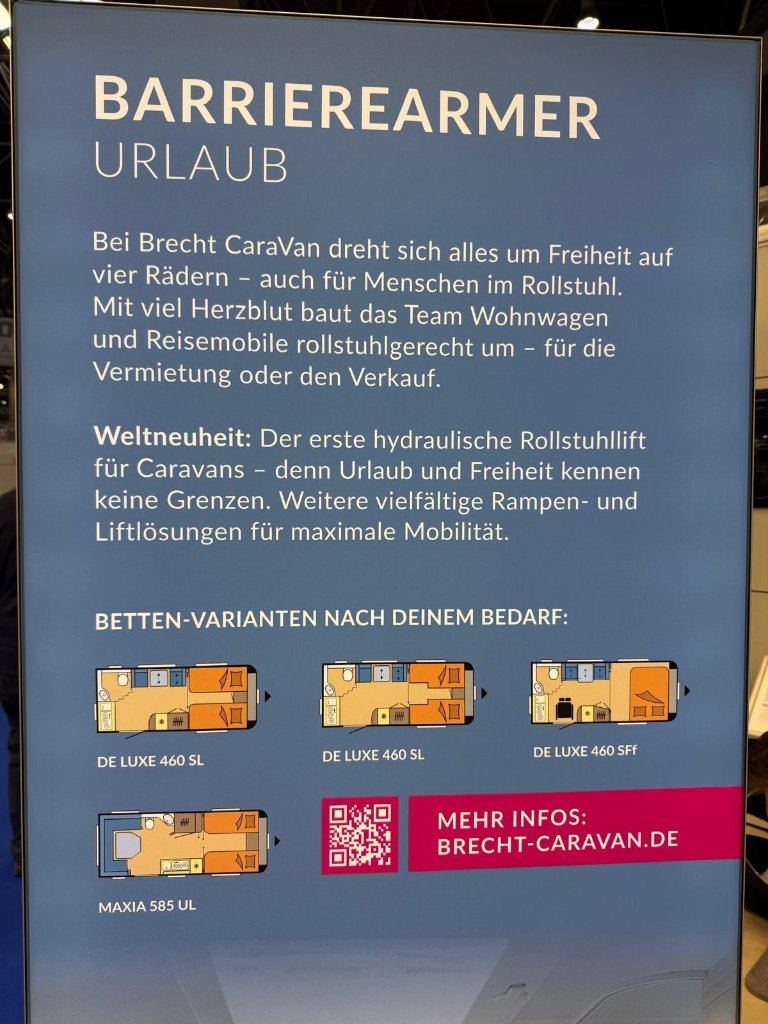 BARRIEREARMER
URLAUB
Bei Brecht CaraVan dreht sich alles um Freiheit auf
vier Rädern – auch für Menschen im Rollstuhl.
Mit viel Herzblut baut das Team Wohnwagen
und Reisemobile rollstuhlgerecht um – für die
Vermietung oder den Verkauf.
Weltneuheit: Der erste hydraulische Rollstuhllift
für Caravans – denn Urlaub und Freiheit kennen
keine Grenzen. Weitere vielfältige Rampen- und
Liftlösungen für maximale Mobilität.
BETTEN-VARIANTEN NACH DEINEM BEDARF:
DE LUXE 460 SL
DE LUXE 460 SL
DE LUXE 460 SFf
MAXIA 585 UL
MEHR INFOS:
BRECHT-CARAVAN.DE